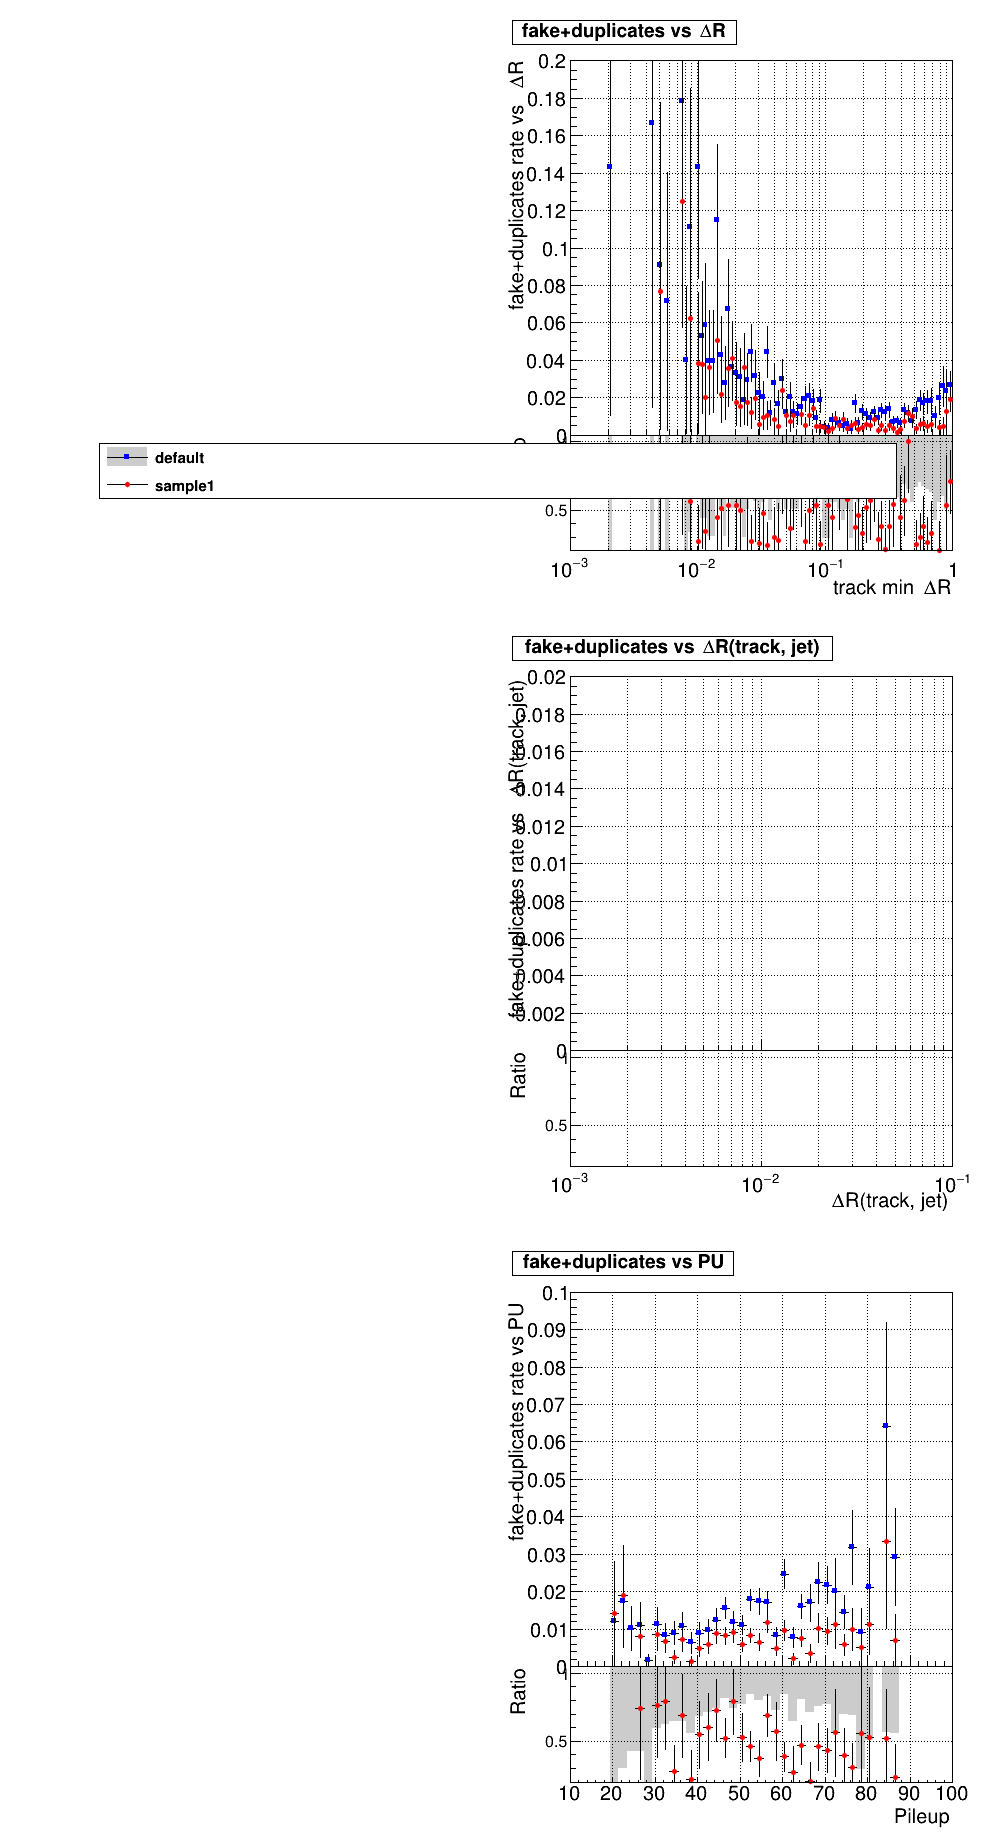 fake+duplicates vs ΔR
fake+duplicates rate vs ΔR
0.2
0.18
0.16
0.14
0.12
0.1
0.08
0.06
0.04
0.02
0
default
sample1
0.5
10−3 10−2 10−1 1
track min ΔR
fake+duplicates vs ΔR(track, jet)
fake+duplicates rate vs ΔR(track, jet)
0.02
0.018
0.016
0.014
0.012
0.01
0.008
0.006
0.004
0.002
0
Ratio
1
0.5
10−3 10−2 10−1
ΔR(track, jet)
fake+duplicates vs PU
fake+duplicates rate vs PU
0.1
0.09
0.08
0.07
0.06
0.05
0.04
0.03
0.02
0.01
0
Ratio
1
0.5
10 20 30 40 50 60 70 80 90 100
Pileup